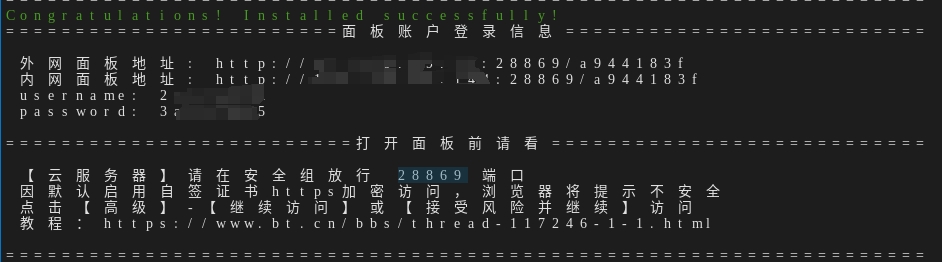 Congratulations! Installed successfully!
==================面板账户登录信息==================
外网面板地址: http:// :28869/a944183f
内网面板地址: http:// :28869/a944183f
username: 2
password: 3a 5
==================打开面板前请看==================
【云服务器】请在安全组放行 28869 端口
因默认启用自签证书https加密访问,浏览器将提示不安全
点击【高级】-【继续访问】或【接受风险并继续】访问
教程: https://www.bt.cn/bbs/thread-117246-1-1.html
==================================================